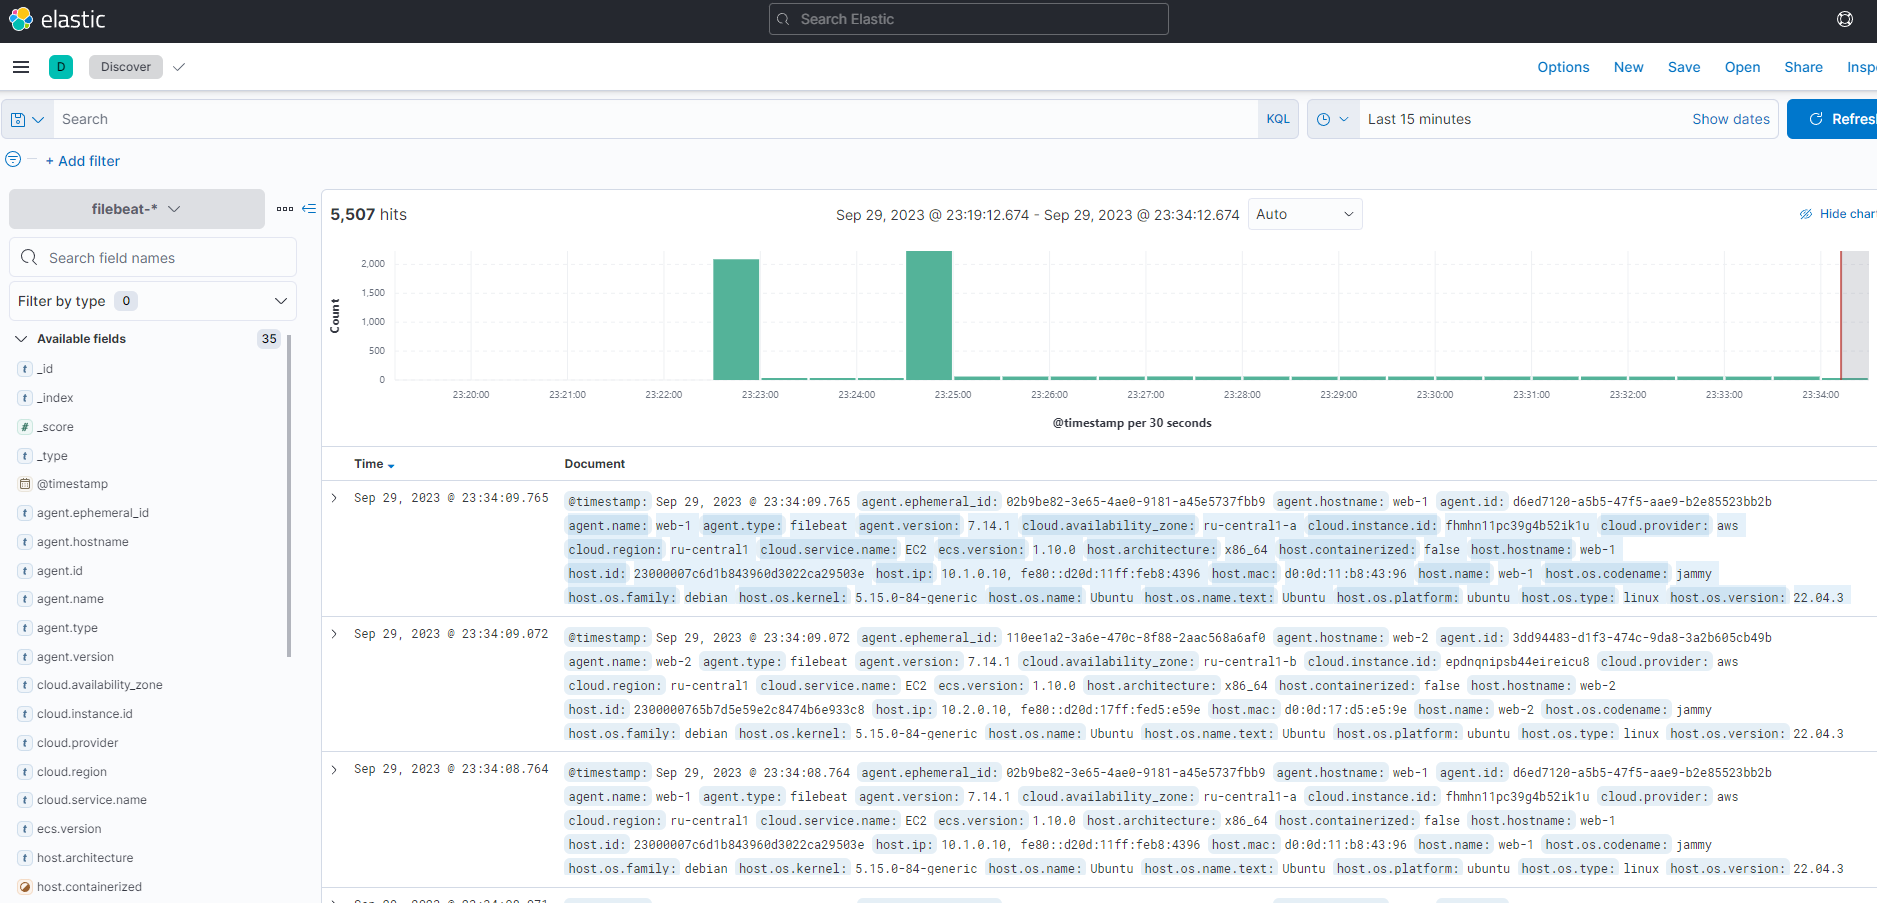 elastic
Search Elastic
D
Discover
Options New Save Open Share Insp
Search
KQL
Last 15 minutes
Show dates
Refres
+ Add filter
filebeat-*
Search field names
Filter by type 0
Available fields 35
t _id
t _index
# _score
t _type
@timestamp
t agent.ephemeral_id
t agent.hostname
t agent.id
t agent.name
t agent.type
t agent.version
t cloud.availability_zone
t cloud.instance.id
t cloud.provider
t cloud.region
t cloud.service.name
t ecs.version
t host.architecture
host.containerized
5,507 hits
Sep 29, 2023 @ 23:19:12.674 - Sep 29, 2023 @ 23:34:12.674
Auto
Hide char
Count
2,000
1,500
1,000
500
0
23:20:00 23:21:00 23:22:00 23:23:00 23:24:00 23:25:00 23:26:00 23:27:00 23:28:00 23:29:00 23:30:00 23:31:00 23:32:00 23:33:00 23:34:00
@timestamp per 30 seconds
Time Document
Sep 29, 2023 @ 23:34:09.765
@timestamp: Sep 29, 2023 @ 23:34:09.765 agent.ephemeral_id: 02b9be82-3e65-4ae0-9181-a45e5737fbb9 agent.hostname: web-1 agent.id: d6ed7120-a5b5-47f5-aae9-b2e85523bb2b
agent.name: web-1 agent.type: filebeat agent.version: 7.14.1 cloud.availability_zone: ru-central1-a cloud.instance.id: fhmhn11pc39g4b52ik1u cloud.provider: aws
cloud.region: ru-central1 cloud.service.name: EC2 ecs.version: 1.10.0 host.architecture: x86_64 host.containerized: false host.hostname: web-1
host.id: 23000007c6d1b843960d3022ca29503e host.ip: 10.1.0.10, fe80::d20d:11ff:feb8:4396 host.mac: d0:0d:11:b8:43:96 host.name: web-1 host.os.codename: jammy
host.os.family: debian host.os.kernel: 5.15.0-84-generic host.os.name: Ubuntu host.os.name.text: Ubuntu host.os.platform: ubuntu host.os.type: linux host.os.version: 22.04.3
Sep 29, 2023 @ 23:34:09.072
@timestamp: Sep 29, 2023 @ 23:34:09.072 agent.ephemeral_id: 110ee1a2-3a6e-470c-8f88-2aac568a6af0 agent.hostname: web-2 agent.id: 3dd94483-d1f3-474c-9da8-3a2b605cb49b
agent.name: web-2 agent.type: filebeat agent.version: 7.14.1 cloud.availability_zone: ru-central1-b cloud.instance.id: epdnqnipsb44eireicu8 cloud.provider: aws
cloud.region: ru-central1 cloud.service.name: EC2 ecs.version: 1.10.0 host.architecture: x86_64 host.containerized: false host.hostname: web-2
host.id: 2300000765b7d5e59e2c8474b6e933c8 host.ip: 10.2.0.10, fe80::d20d:17ff:fed5:e59e host.mac: d0:0d:17:d5:e5:9e host.name: web-2 host.os.codename: jammy
host.os.family: debian host.os.kernel: 5.15.0-84-generic host.os.name: Ubuntu host.os.name.text: Ubuntu host.os.platform: ubuntu host.os.type: linux host.os.version: 22.04.3
Sep 29, 2023 @ 23:34:08.764
@timestamp: Sep 29, 2023 @ 23:34:08.764 agent.ephemeral_id: 02b9be82-3e65-4ae0-9181-a45e5737fbb9 agent.hostname: web-1 agent.id: d6ed7120-a5b5-47f5-aae9-b2e85523bb2b
agent.name: web-1 agent.type: filebeat agent.version: 7.14.1 cloud.availability_zone: ru-central1-a cloud.instance.id: fhmhn11pc39g4b52ik1u cloud.provider: aws
cloud.region: ru-central1 cloud.service.name: EC2 ecs.version: 1.10.0 host.architecture: x86_64 host.containerized: false host.hostname: web-1
host.id: 23000007c6d1b843960d3022ca29503e host.ip: 10.1.0.10, fe80::d20d:11ff:feb8:4396 host.mac: d0:0d:11:b8:43:96 host.name: web-1 host.os.codename: jammy
host.os.family: debian host.os.kernel: 5.15.0-84-generic host.os.name: Ubuntu host.os.name.text: Ubuntu host.os.platform: ubuntu host.os.type: linux host.os.version: 22.04.3